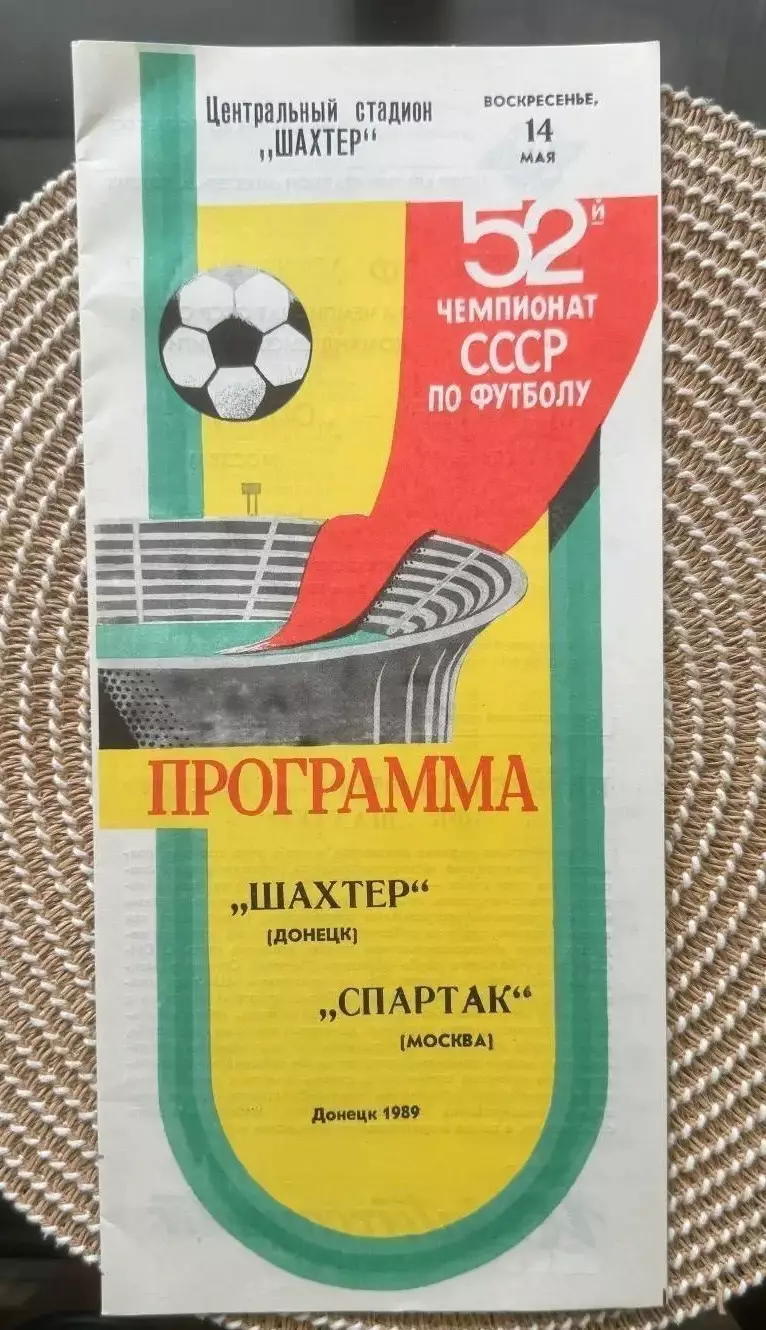 Центральный стадион
„ШАХТЕР“
ВОСКРЕСЕНЬЕ,
14
МАЯ
52й
ЧЕМПИОНАТ
СССР
ПО ФУТБОЛУ
ПРОГРАММА
„ШАХТЕР“
(ДОНЕЦК)
„СПАРТАК“
(МОСКВА)
Донецк 1989